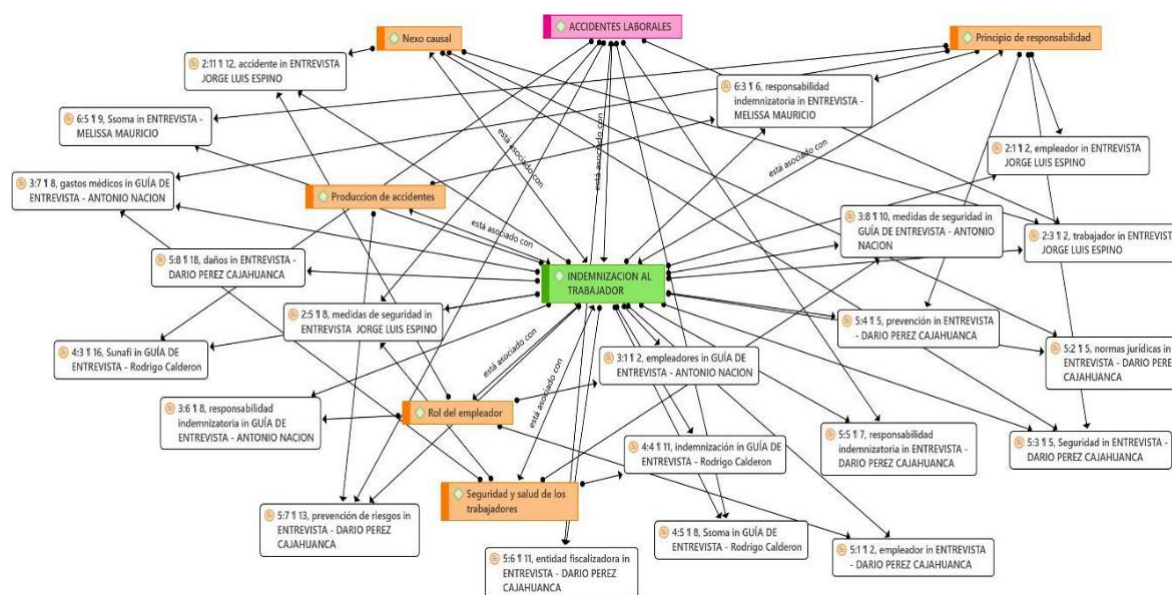 Nexo causal
ACCIDENTES LABORALES
Principio de responsabilidad
2:11 ¶ 12, accidente in ENTREVISTA
JORGE LUIS ESPINO
6:3 ¶ 6, responsabilidad
indemnizatoria in ENTREVISTA -
MELISSA MAURICIO
6:5 ¶ 9, Ssoma in ENTREVISTA -
MELISSA MAURICIO
2:1 ¶ 2, empleador in ENTREVISTA
JORGE LUIS ESPINO
está asociado con
está asociado con
está asociado con
3:7 ¶ 8, gastos médicos in GUÍA DE
ENTREVISTA - ANTONIO NACION
Produccion de accidentes
está asociado con
3:8 ¶ 10, medidas de seguridad in
GUÍA DE ENTREVISTA - ANTONIO
NACION
2:3 ¶ 2, trabajador in ENTREVISTA
JORGE LUIS ESPINO
5:8 ¶ 18, daños in ENTREVISTA -
DARIO PEREZ CAJAHUANCA
INDEMNIZACION AL
TRABAJADOR
2:5 ¶ 8, medidas de seguridad in
ENTREVISTA JORGE LUIS ESPINO
5:4 ¶ 5, prevención in ENTREVISTA
- DARIO PEREZ CAJAHUANCA
4:3 ¶ 16, Sunafi in GUÍA DE
ENTREVISTA - Rodrigo Calderon
está asociado con
3:1 ¶ 2, empleadores in GUÍA DE
ENTREVISTA - ANTONIO NACION
5:2 ¶ 5, normas jurídicas in
ENTREVISTA - DARIO PEREZ
CAJAHUANCA
3:6 ¶ 8, responsabilidad
indemnizatoria in GUÍA DE
ENTREVISTA - ANTONIO NACION
Rol del empleador
está asociado con
4:4 ¶ 11, indemnización in GUÍA DE
ENTREVISTA - Rodrigo Calderon
5:5 ¶ 7, responsabilidad
indemnizatoria in ENTREVISTA -
DARIO PEREZ CAJAHUANCA
5:3 ¶ 5, Seguridad in ENTREVISTA -
DARIO PEREZ CAJAHUANCA
Seguridad y salud de los
trabajadores
5:7 ¶ 13, prevención de riesgos in
ENTREVISTA - DARIO PEREZ
CAJAHUANCA
4:5 ¶ 8, Ssoma in GUÍA DE
ENTREVISTA - Rodrigo Calderon
5:1 ¶ 2, empleador in ENTREVISTA
- DARIO PEREZ CAJAHUANCA
5:6 ¶ 11, entidad fiscalizadora in
ENTREVISTA - DARIO PEREZ
CAJAHUANCA